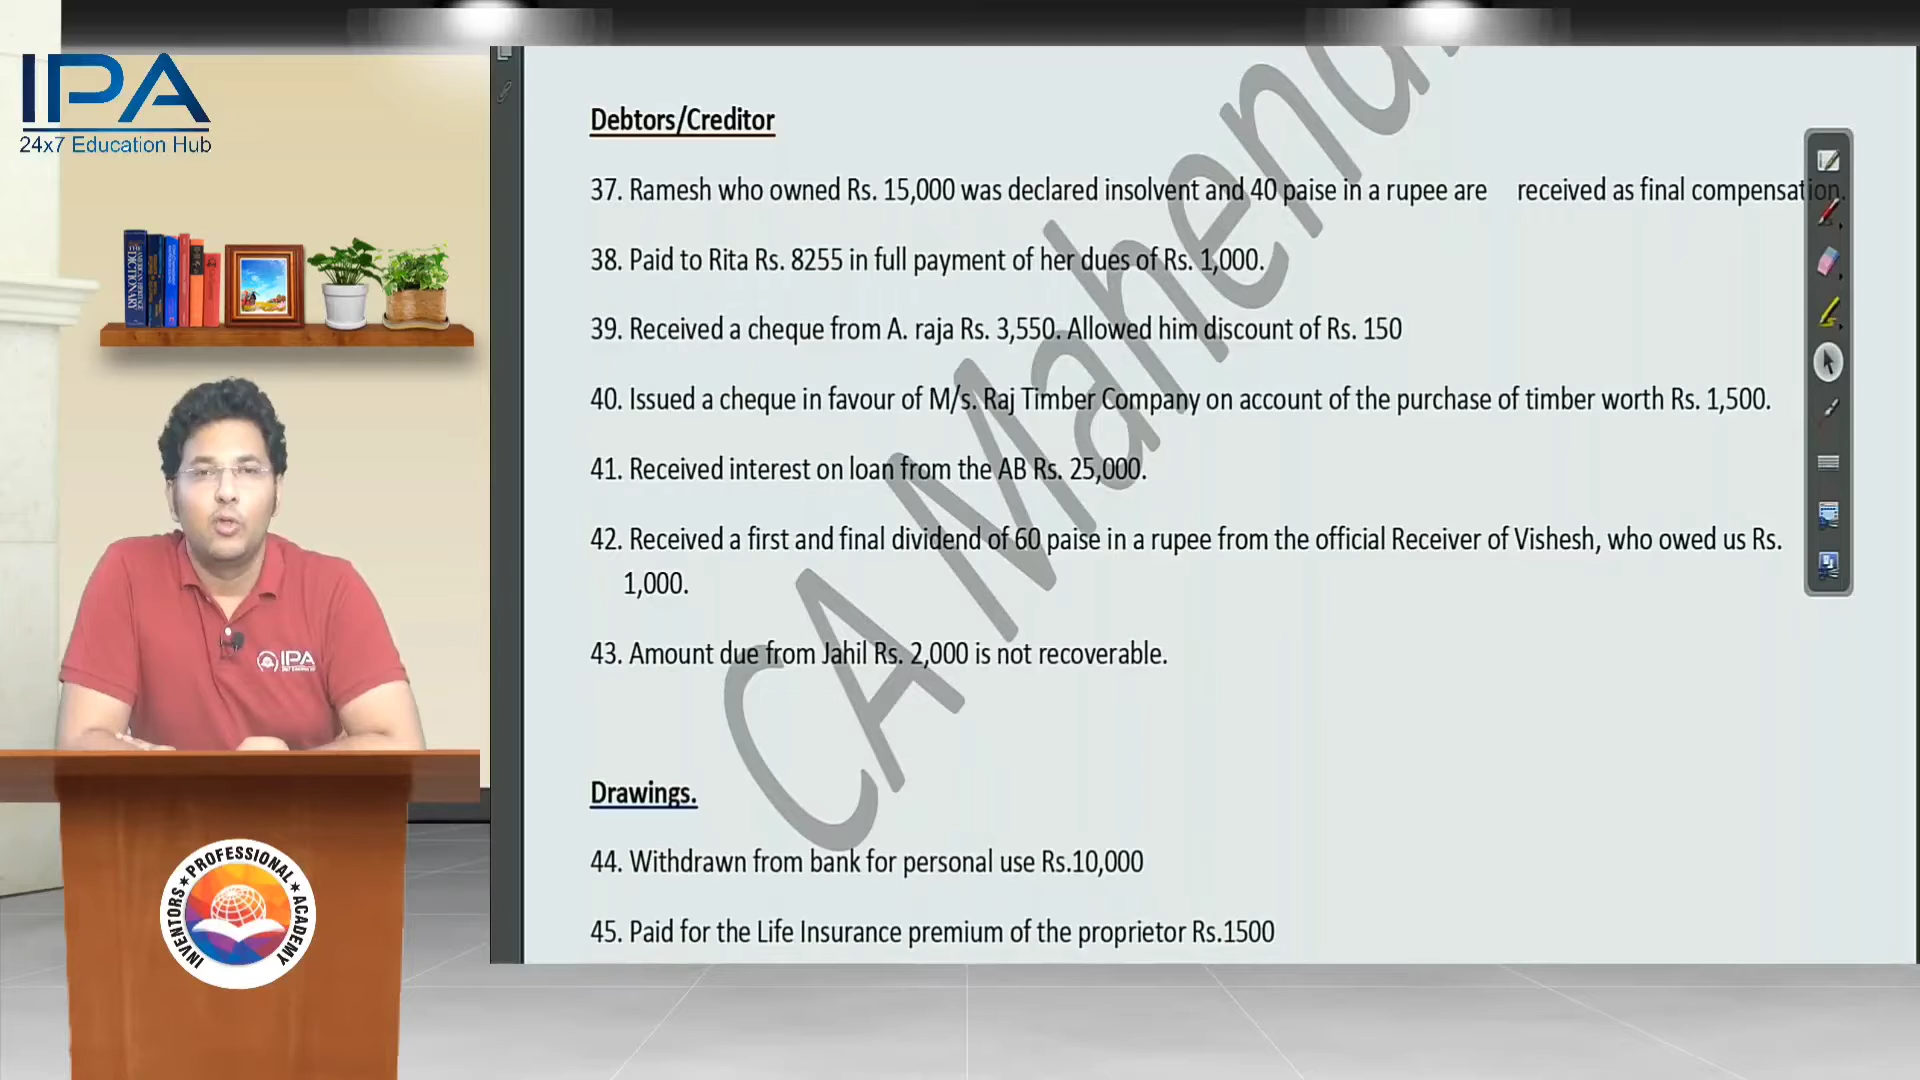 IPA
24x7 Education Hub
Debtors/Creditor
37. Ramesh who owned Rs. 15,000 was declared insolvent and 40 paise in a rupee are received as final compensation.
38. Paid to Rita Rs. 8255 in full payment of her dues of Rs. 1,000.
39. Received a cheque from A. raja Rs. 3,550. Allowed him discount of Rs. 150
40. Issued a cheque in favour of M/s. Raj Timber Company on account of the purchase of timber worth Rs. 1,500.
41. Received interest on loan from the AB Rs. 25,000.
42. Received a first and final dividend of 60 paise in a rupee from the official Receiver of Vishesh, who owed us Rs.
1,000.
43. Amount due from Jahil Rs. 2,000 is not recoverable.
Drawings.
44. Withdrawn from bank for personal use Rs.10,000
45. Paid for the Life Insurance premium of the proprietor Rs.1500
CA Mahend
DICTIONARY
IPA
INVENTORS PROFESSIONAL ACADEMY